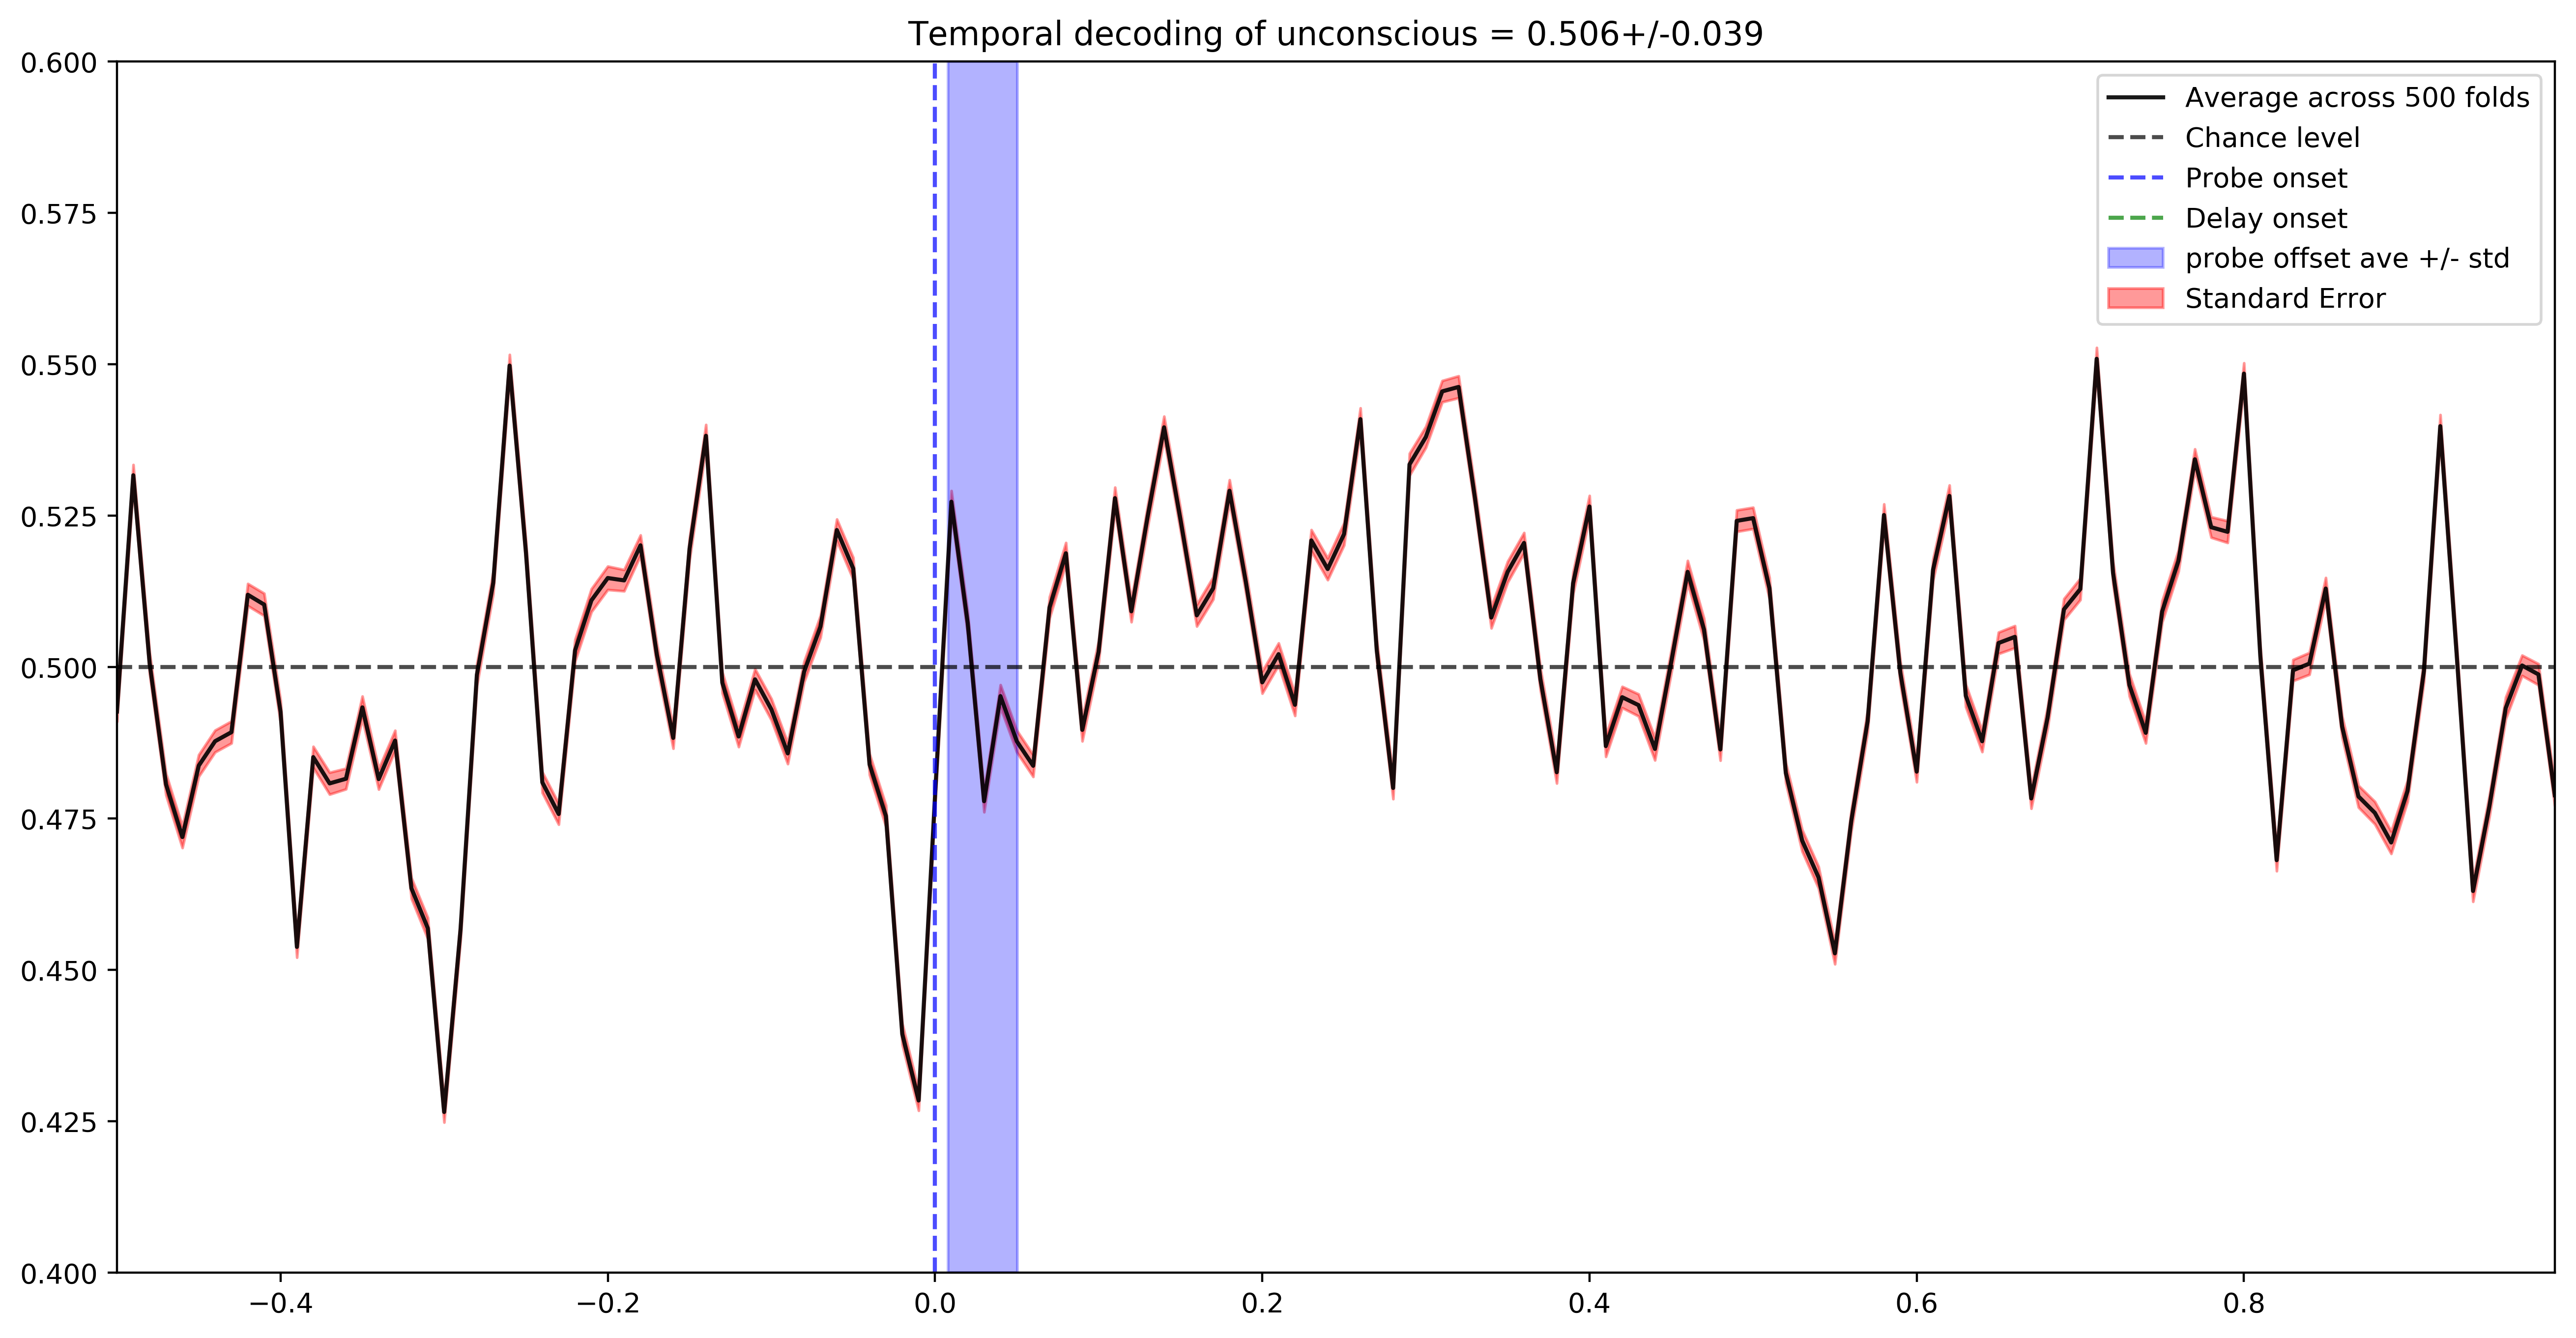 Temporal decoding of unconscious = 0.506+/-0.039
0.600
0.575
0.550
0.525
0.500
0.475
0.450
0.425
0.400
−0.4
−0.2
0.0
0.2
0.4
0.6
0.8
Average across 500 folds
Chance level
Probe onset
Delay onset
probe offset ave +/- std
Standard Error